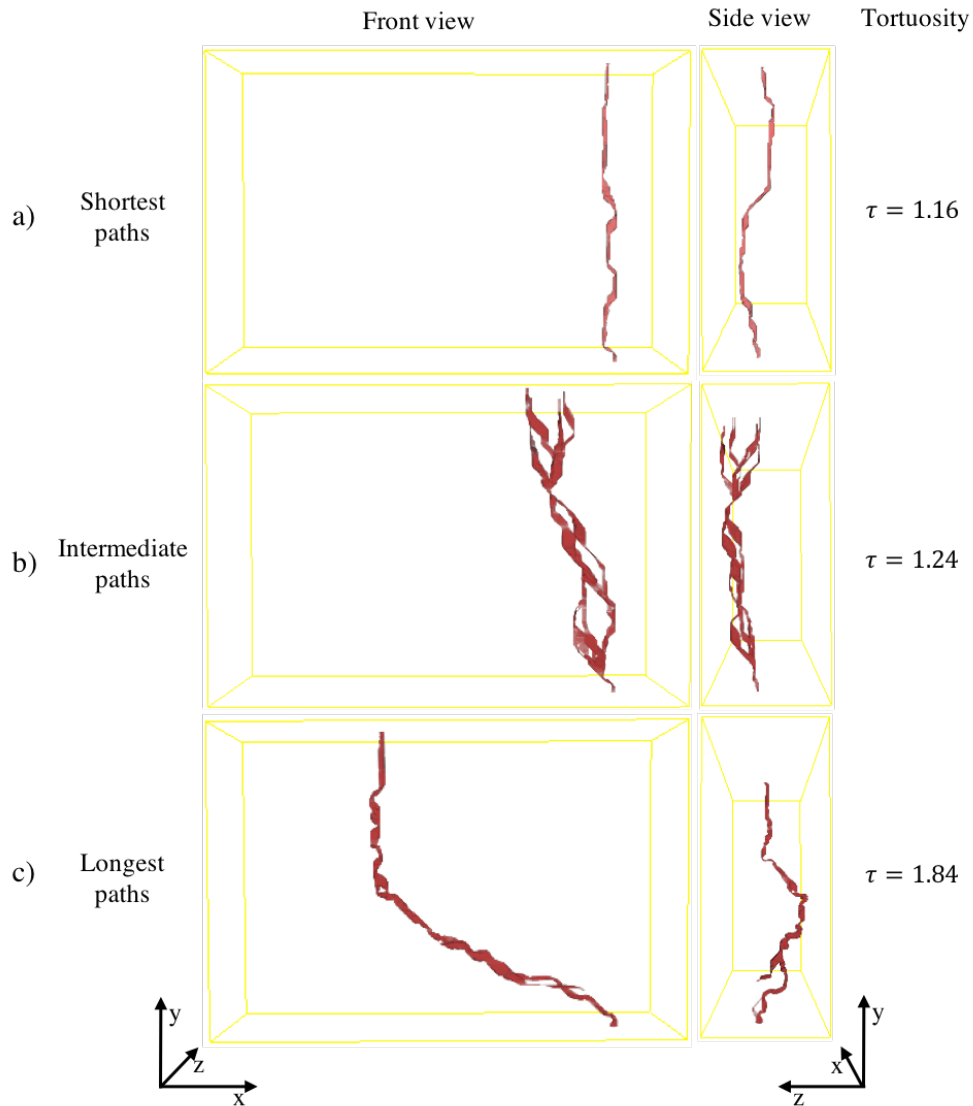 Front view
Side view
Tortuosity
a)
Shortest
paths
τ = 1.16
b)
Intermediate
paths
τ = 1.24
c)
Longest
paths
τ = 1.84
y
z
x
y
x
z